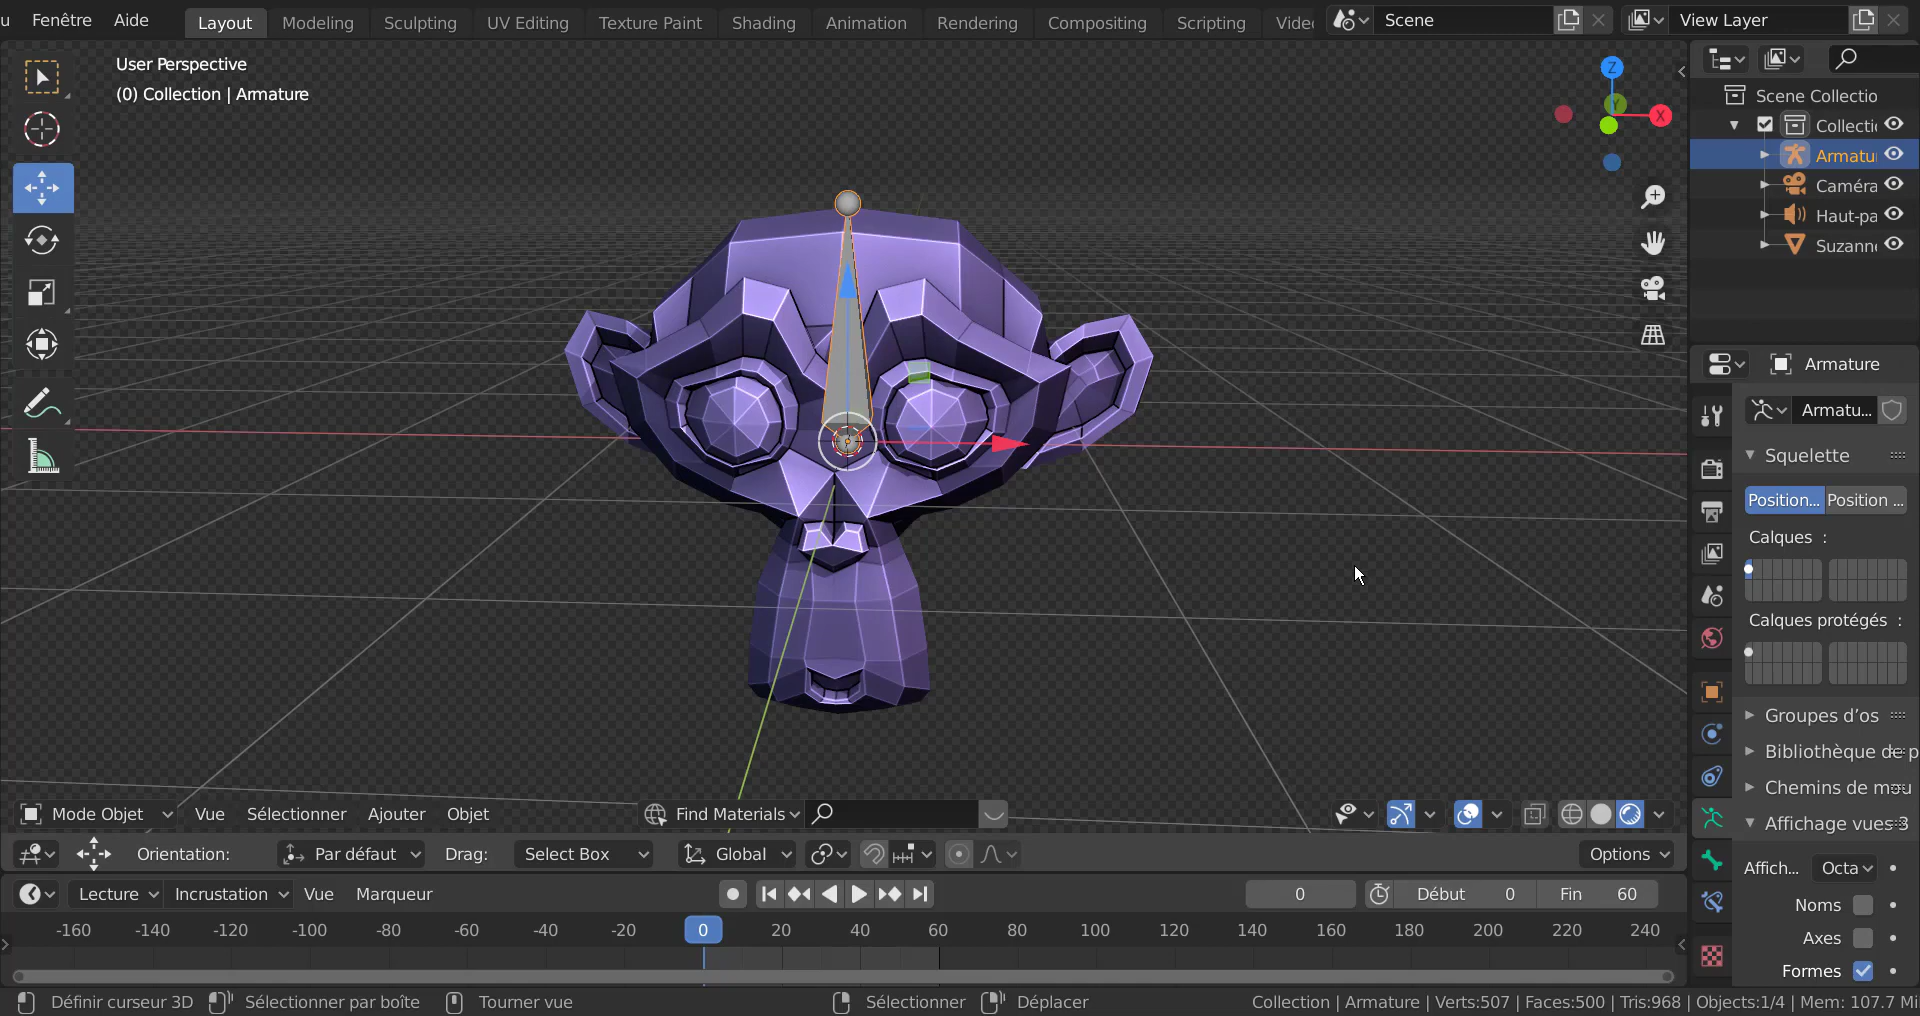 u Fenêtre Aide Layout Modeling Sculpting UV Editing Texture Paint Shading Animation Rendering Compositing Scripting Vide Scene View Layer
User Perspective
(0) Collection | Armature
Z
Y
X
Scene Collectio
Collecti
Armatu
Caméra
Haut-pa
Suzann
Armature
Armatu...
Squelette
Position... Position ...
Calques :
Calques protégés :
Groupes d'os
Bibliothèque de p
Chemins de mou
Affichage vues 3
Affich... Octa
Noms
Axes
Formes
Mode Objet Vue Sélectionner Ajouter Objet Find Materials
Orientation: Par défaut Drag: Select Box Global Options
Lecture Incrustation Vue Marqueur 0 Début 0 Fin 60
-160 -140 -120 -100 -80 -60 -40 -20 0 20 40 60 80 100 120 140 160 180 200 220 240
Définir curseur 3D Sélectionner par boîte Tourner vue Sélectionner Déplacer Collection | Armature | Verts:507 | Faces:500 | Tris:968 | Objects:1/4 | Mem: 107.7 Mi